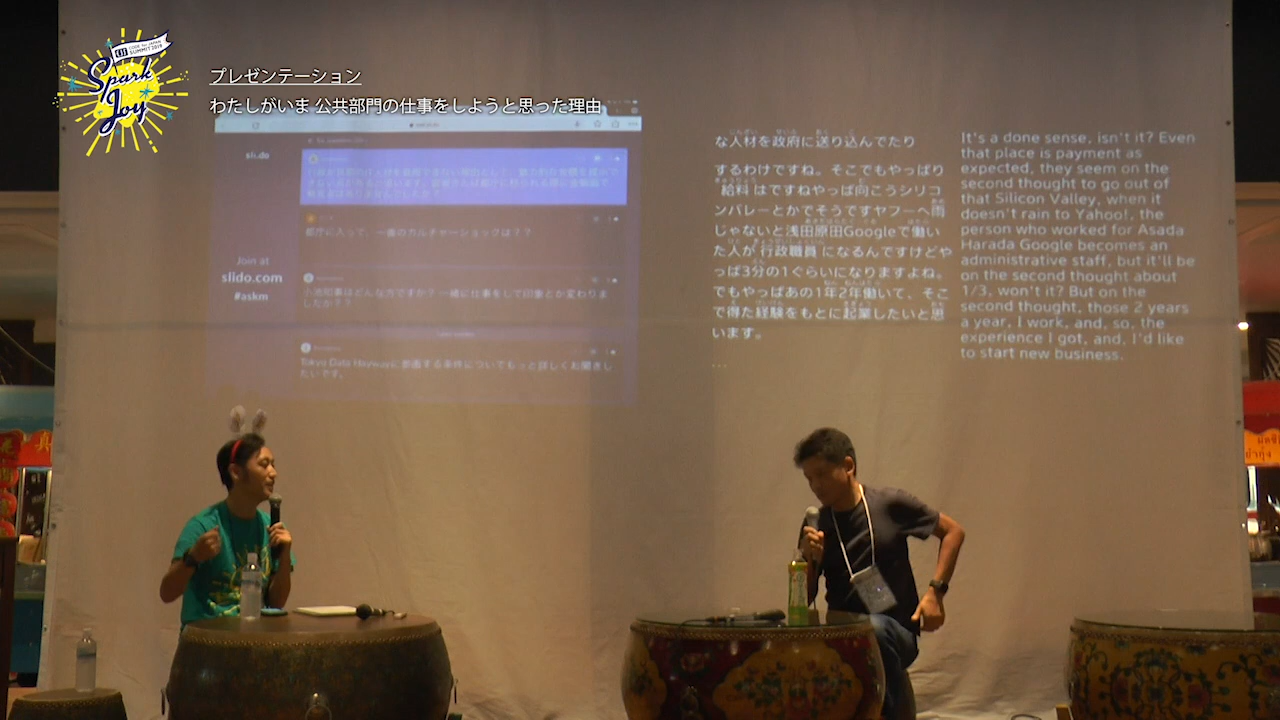 CODE for JAPAN
SUMMIT 2019
Spark
Joy
プレゼンテーション
わたしがいま 公共部門の仕事をしようと思った理由
sli.do
Join at
slido.com
#askm
都庁に入って、一番のカルチャーショックは？？
小池知事はどんな方ですか？一緒に仕事をして印象とか変わりま
したか？？
Tokyo Data Highwayに参画する条件についてもっと詳しくお聞きし
たいです。
な人材を政府に送り込んでたり
するわけですね。そこでもやっぱり
給料はですねやっぱ向こうシリコ
ンバレーとかでそうですヤフーへ雨
じゃないと浅田原田Googleで働い
た人が行政職員になるんですけどや
っぱ3分の1ぐらいになりますよね。
でもやっぱあの1年2年働いて、そこ
で得た経験をもとに起業したいと思
います。
...
It's a done sense, isn't it? Even
that place is payment as
expected, they seem on the
second thought to go out of
that Silicon Valley, when it
doesn't rain to Yahoo!, the
person who worked for Asada
Harada Google becomes an
administrative staff, but it'll be
on the second thought about
1/3, won't it? But on the
second thought, those 2 years
a year, I work, and, so, the
experience I got, and, I'd like
to start new business.